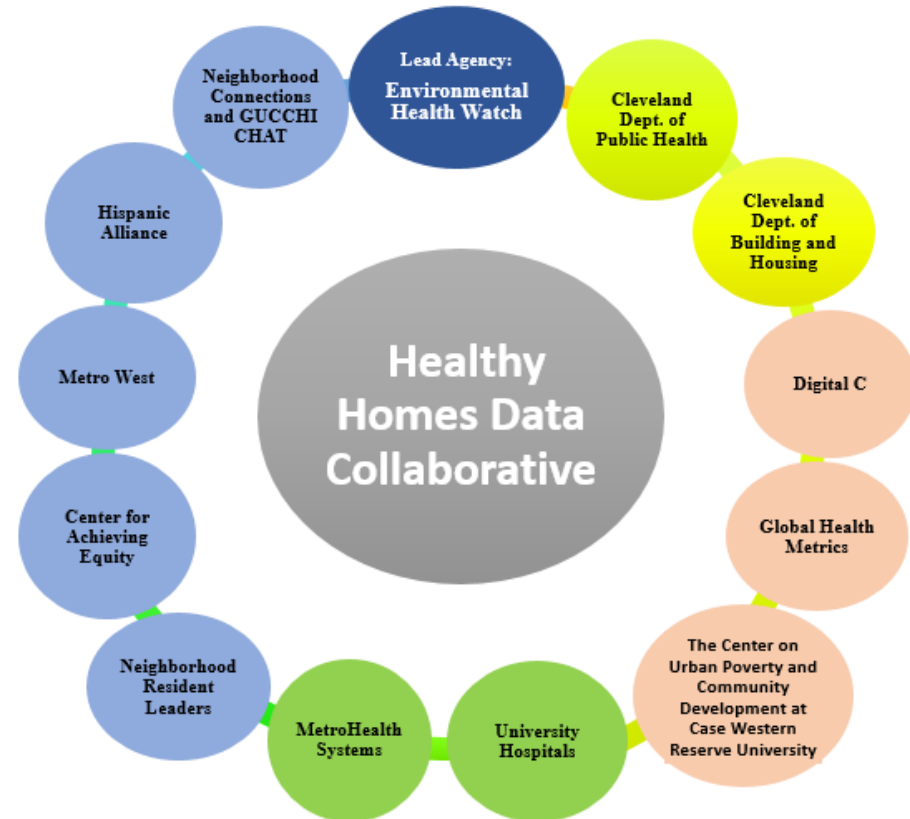 Lead Agency:
Environmental
Health Watch
Cleveland
Dept. of
Public Health
Cleveland
Dept. of
Building and
Housing
Digital C
Global Health
Metrics
The Center on
Urban Poverty and
Community
Development at
Case Western
Reserve University
University
Hospitals
MetroHealth
Systems
Neighborhood
Resident
Leaders
Center for
Achieving
Equity
Metro West
Hispanic
Alliance
Neighborhood
Connections
and GUCCHI
CHAT
Healthy
Homes Data
Collaborative